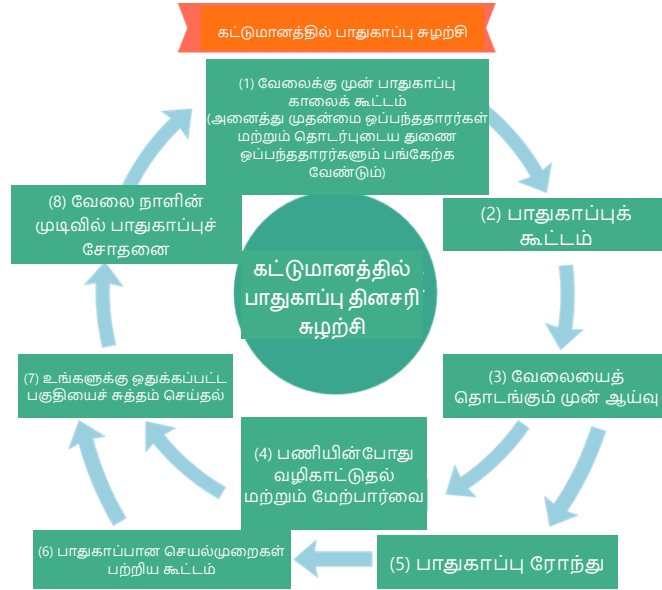 கட்டுமானத்தில் பாதுகாப்பு சுழற்சி
(1) வேலைக்கு முன் பாதுகாப்பு
காலைக் கூட்டம்
(அனைத்து முதன்மை ஒப்பந்ததாரர்கள்
மற்றும் தொடர்புடைய துணை
ஒப்பந்ததாரர்களும் பங்கேற்க
வேண்டும்)
(2) பாதுகாப்புக்
கூட்டம்
(3) வேலையைத்
தொடங்கும் முன் ஆய்வு
(4) பணியின்போது
வழிகாட்டுதல்
மற்றும் மேற்பார்வை
(5) பாதுகாப்பு ரோந்து
(6) பாதுகாப்பான செயல்முறைகள்
பற்றிய கூட்டம்
(7) உங்களுக்கு ஒதுக்கப்பட்ட
பகுதியைச் சுத்தம் செய்தல்
(8) வேலை நாளின்
முடிவில் பாதுகாப்புச்
சோதனை
கட்டுமானத்தில்
பாதுகாப்பு தினசரி
சுழற்சி